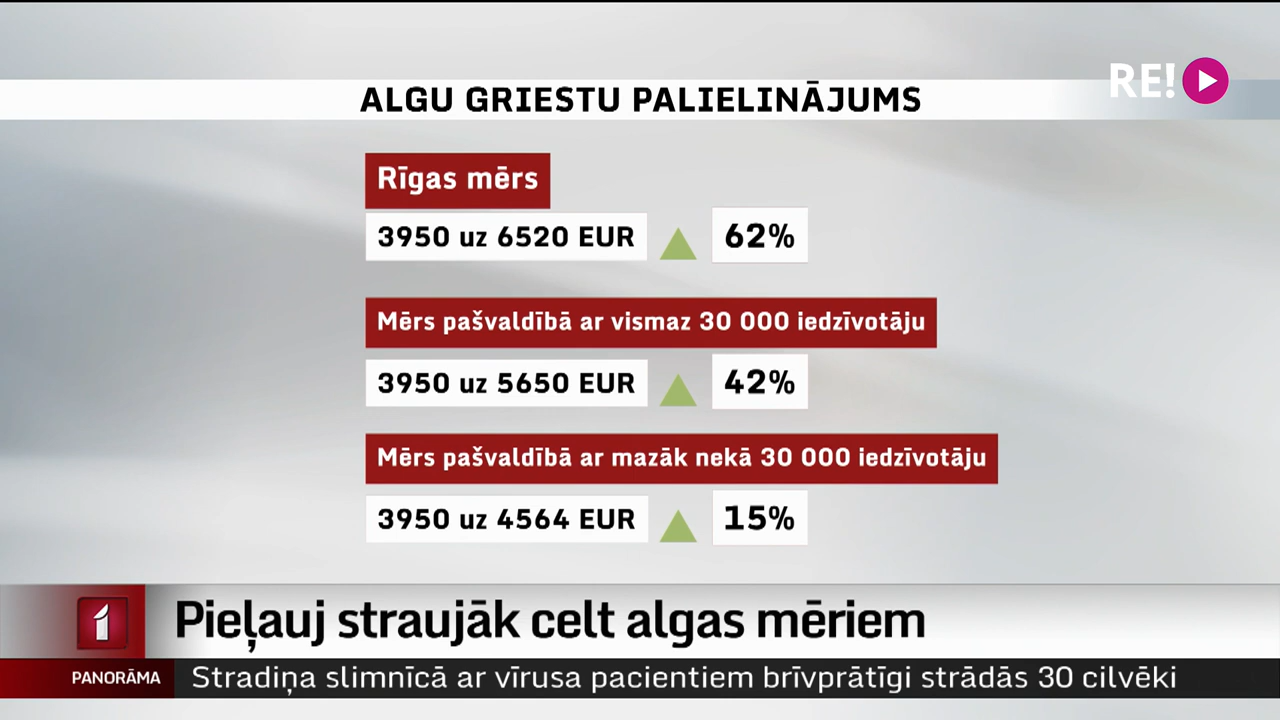 ALGU GRIESTU PALIELINĀJUMS
RE!
Rīgas mērs
3950 uz 6520 EUR 62%
Mērs pašvaldībā ar vismaz 30 000 iedzīvotāju
3950 uz 5650 EUR 42%
Mērs pašvaldībā ar mazāk nekā 30 000 iedzīvotāju
3950 uz 4564 EUR 15%
1 Pieļauj straujāk celt algas mēriem
PANORĀMA Stradiņa slimnīcā ar vīrusa pacientiem brīvprātīgi strādās 30 cilvēki